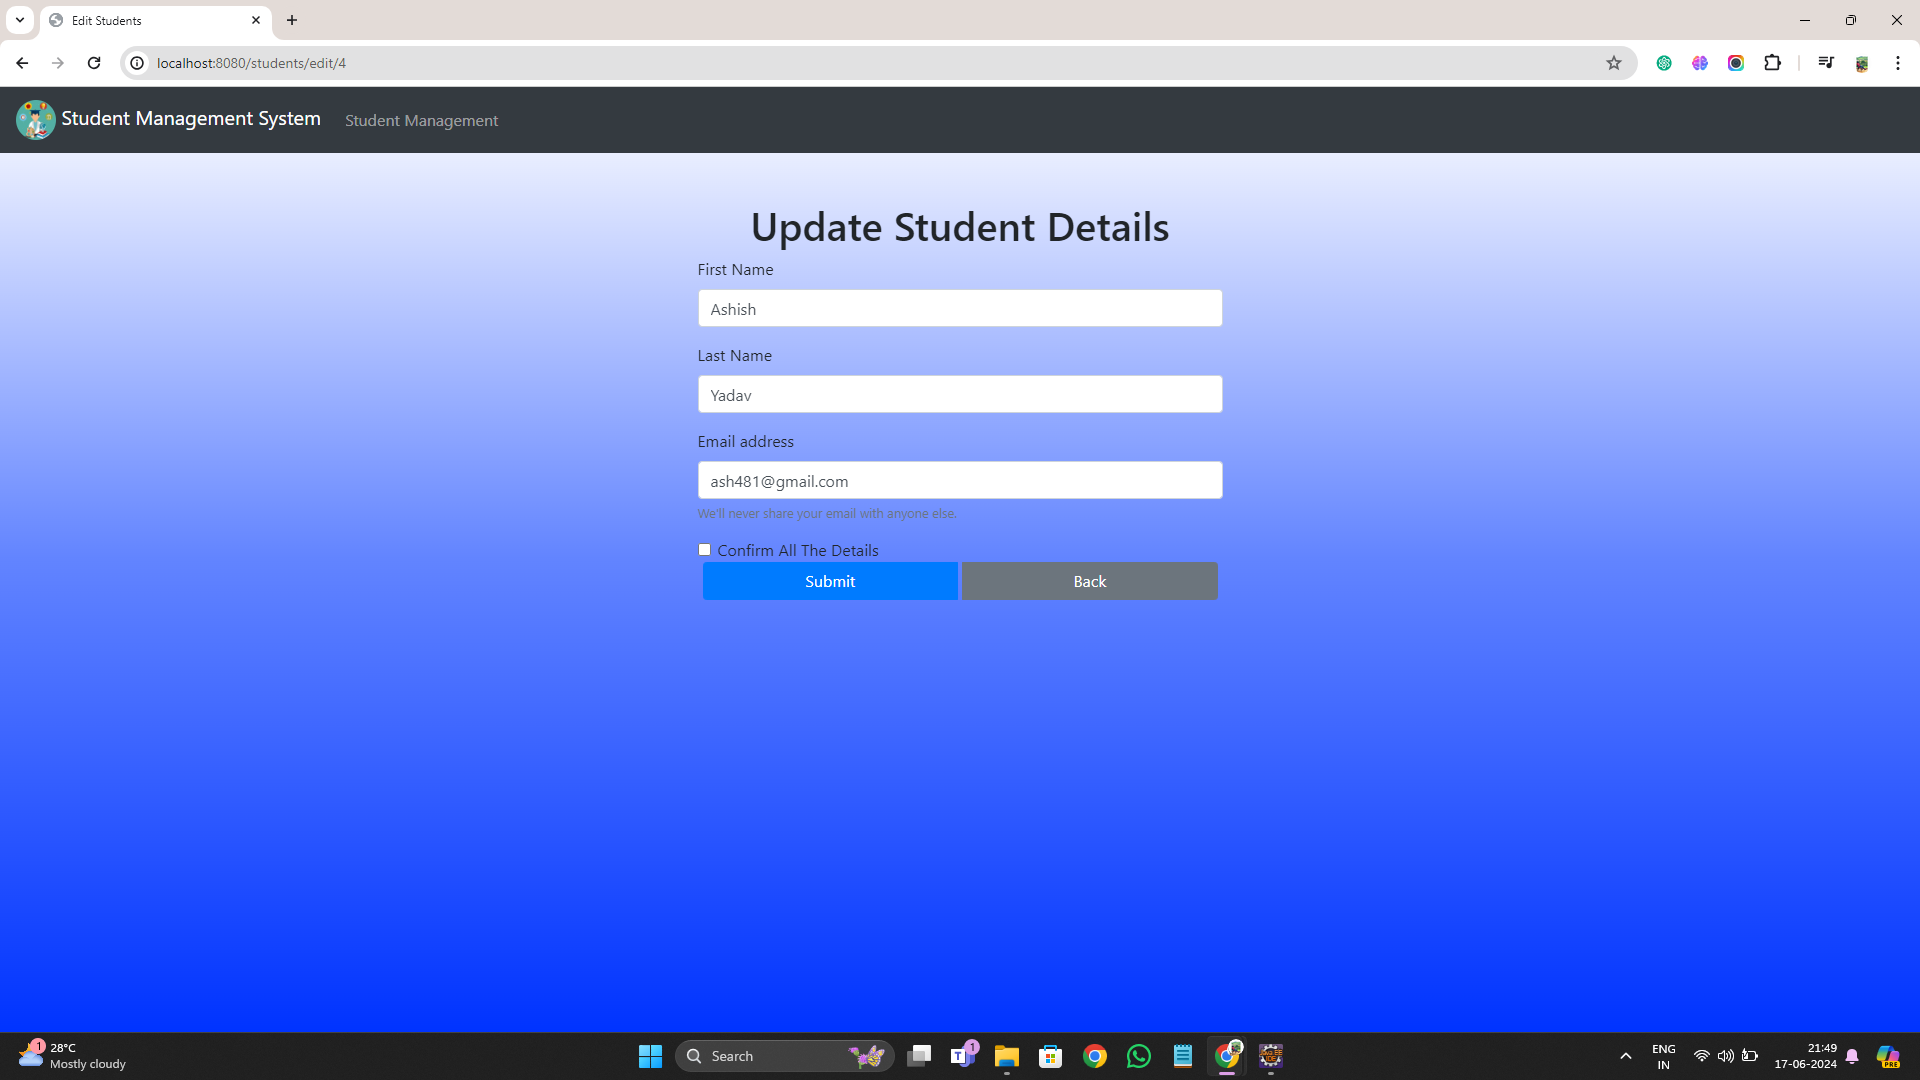 Edit Students
localhost:8080/students/edit/4
Student Management System Student Management
Update Student Details
First Name
Ashish
Last Name
Yadav
Email address
ash481@gmail.com
We'll never share your email with anyone else.
Confirm All The Details
Submit Back
1
28°C
Mostly cloudy
Search
T 1
ENG
IN
21:49
17-06-2024
PRE